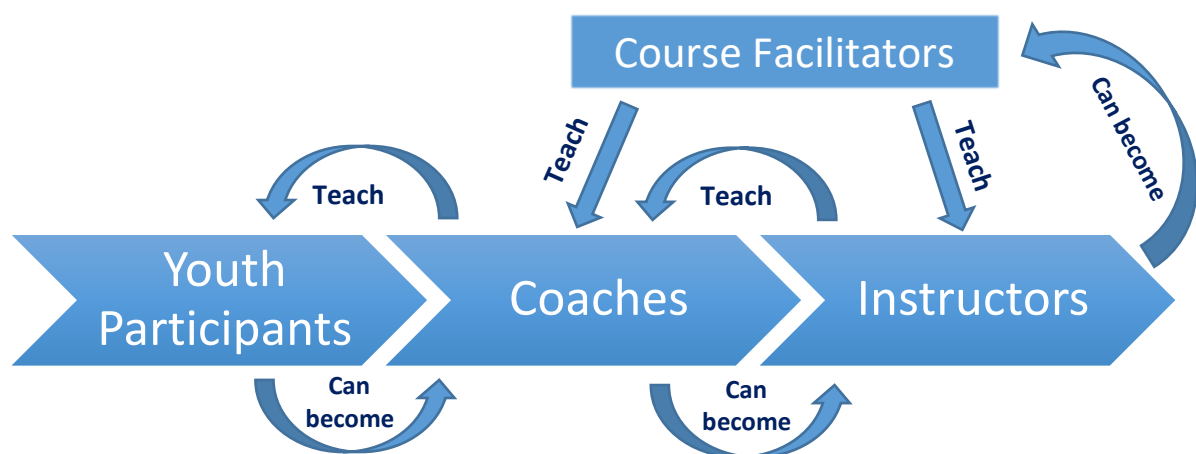 Course Facilitators
Can become
Teach
Teach
Teach
Teach
Youth
Participants
Coaches
Instructors
Can
become
Can
become